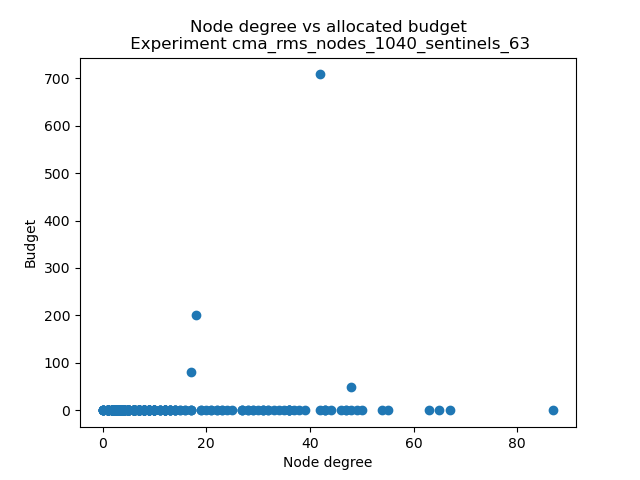 Node degree vs allocated budget
Experiment cma_rms_nodes_1040_sentinels_63
700
600
500
400
300
200
100
0
Budget
0 20 40 60 80
Node degree